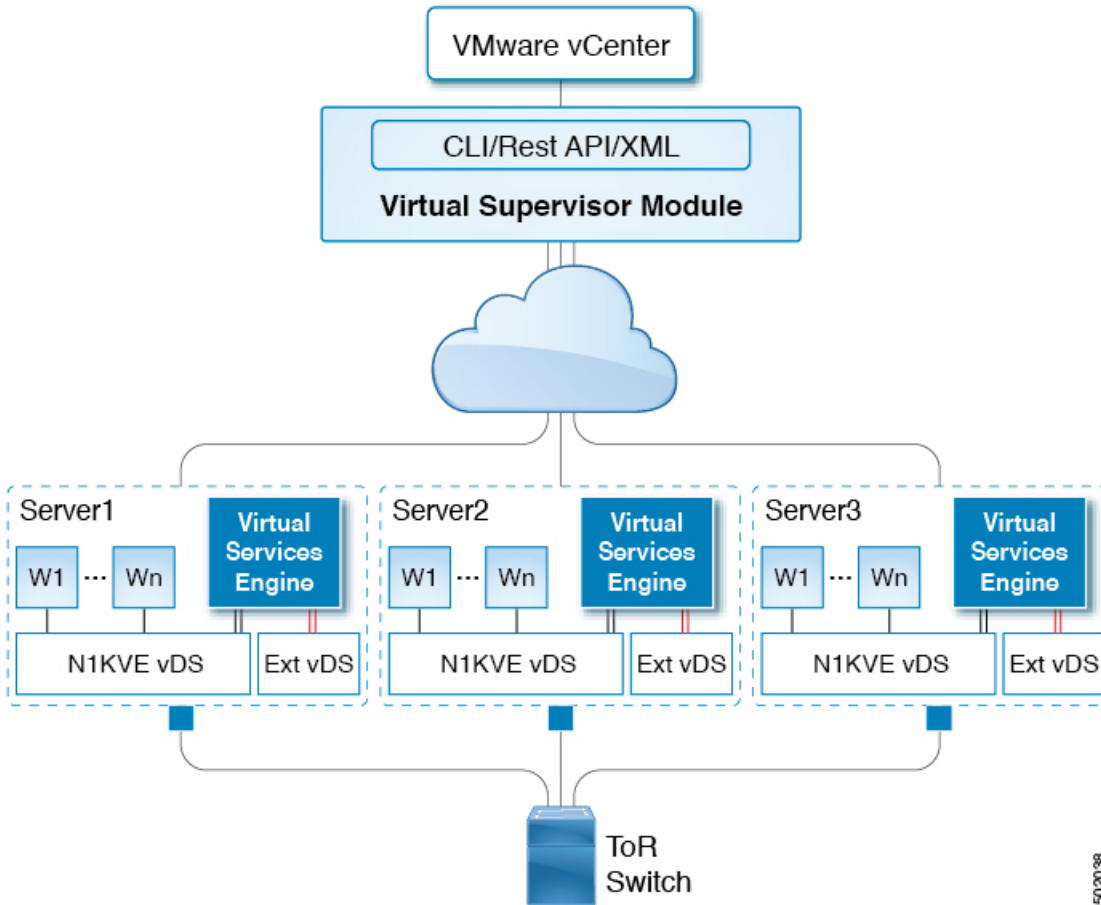 VMware vCenter
CLI/Rest API/XML
Virtual Supervisor Module
Server1
Virtual
Services
Engine
W1 ... Wn
N1KVE vDS
Ext vDS
Server2
Virtual
Services
Engine
W1 ... Wn
N1KVE vDS
Ext vDS
Server3
Virtual
Services
Engine
W1 ... Wn
N1KVE vDS
Ext vDS
ToR
Switch
502038